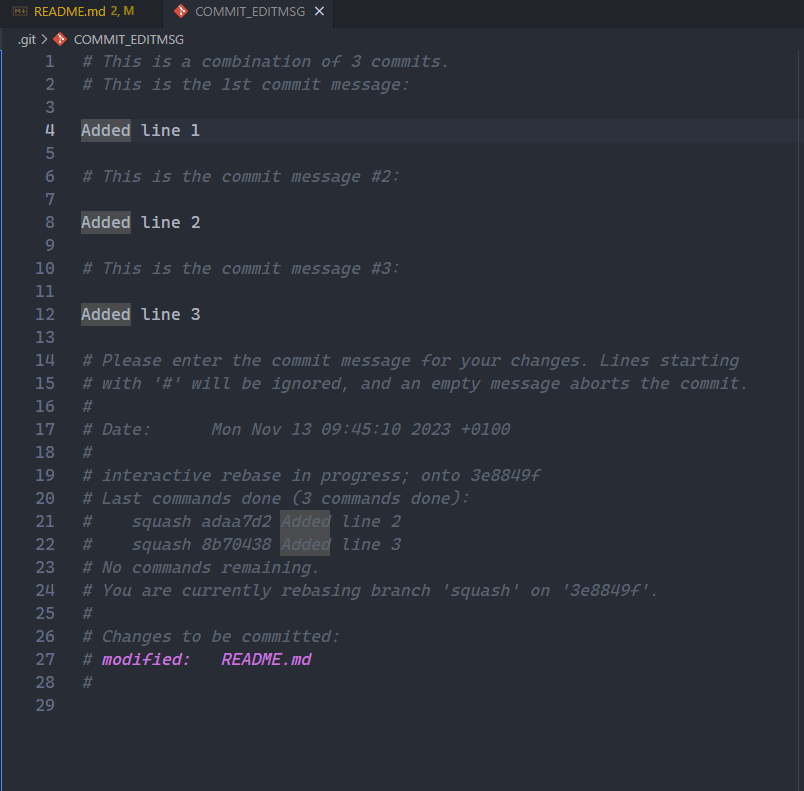 README.md 2, M COMMIT_EDITMSG ×
.git > COMMIT_EDITMSG
1 # This is a combination of 3 commits.
2 # This is the 1st commit message:
3
4 Added line 1
5
6 # This is the commit message #2:
7
8 Added line 2
9
10 # This is the commit message #3:
11
12 Added line 3
13
14 # Please enter the commit message for your changes. Lines starting
15 # with '#' will be ignored, and an empty message aborts the commit.
16 #
17 # Date:      Mon Nov 13 09:45:10 2023 +0100
18 #
19 # interactive rebase in progress; onto 3e8849f
20 # Last commands done (3 commands done):
21 #    squash adaa7d2 Added line 2
22 #    squash 8b70438 Added line 3
23 # No commands remaining.
24 # You are currently rebasing branch 'squash' on '3e8849f'.
25 #
26 # Changes to be committed:
27 # modified:   README.md
28 #
29